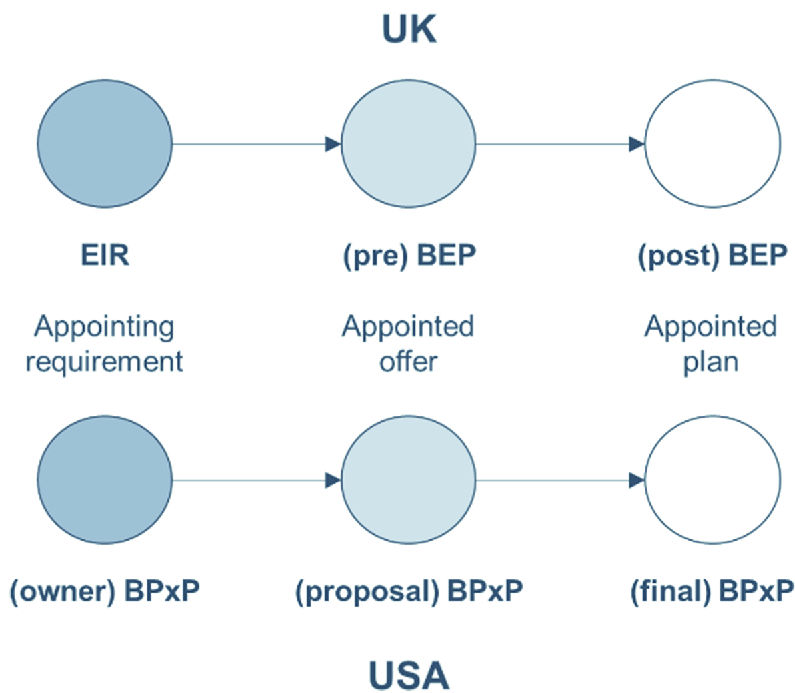 UK
EIR
(pre) BEP
(post) BEP
Appointing
requirement
Appointed
offer
Appointed
plan
(owner) BPxP
(proposal) BPxP
(final) BPxP
USA